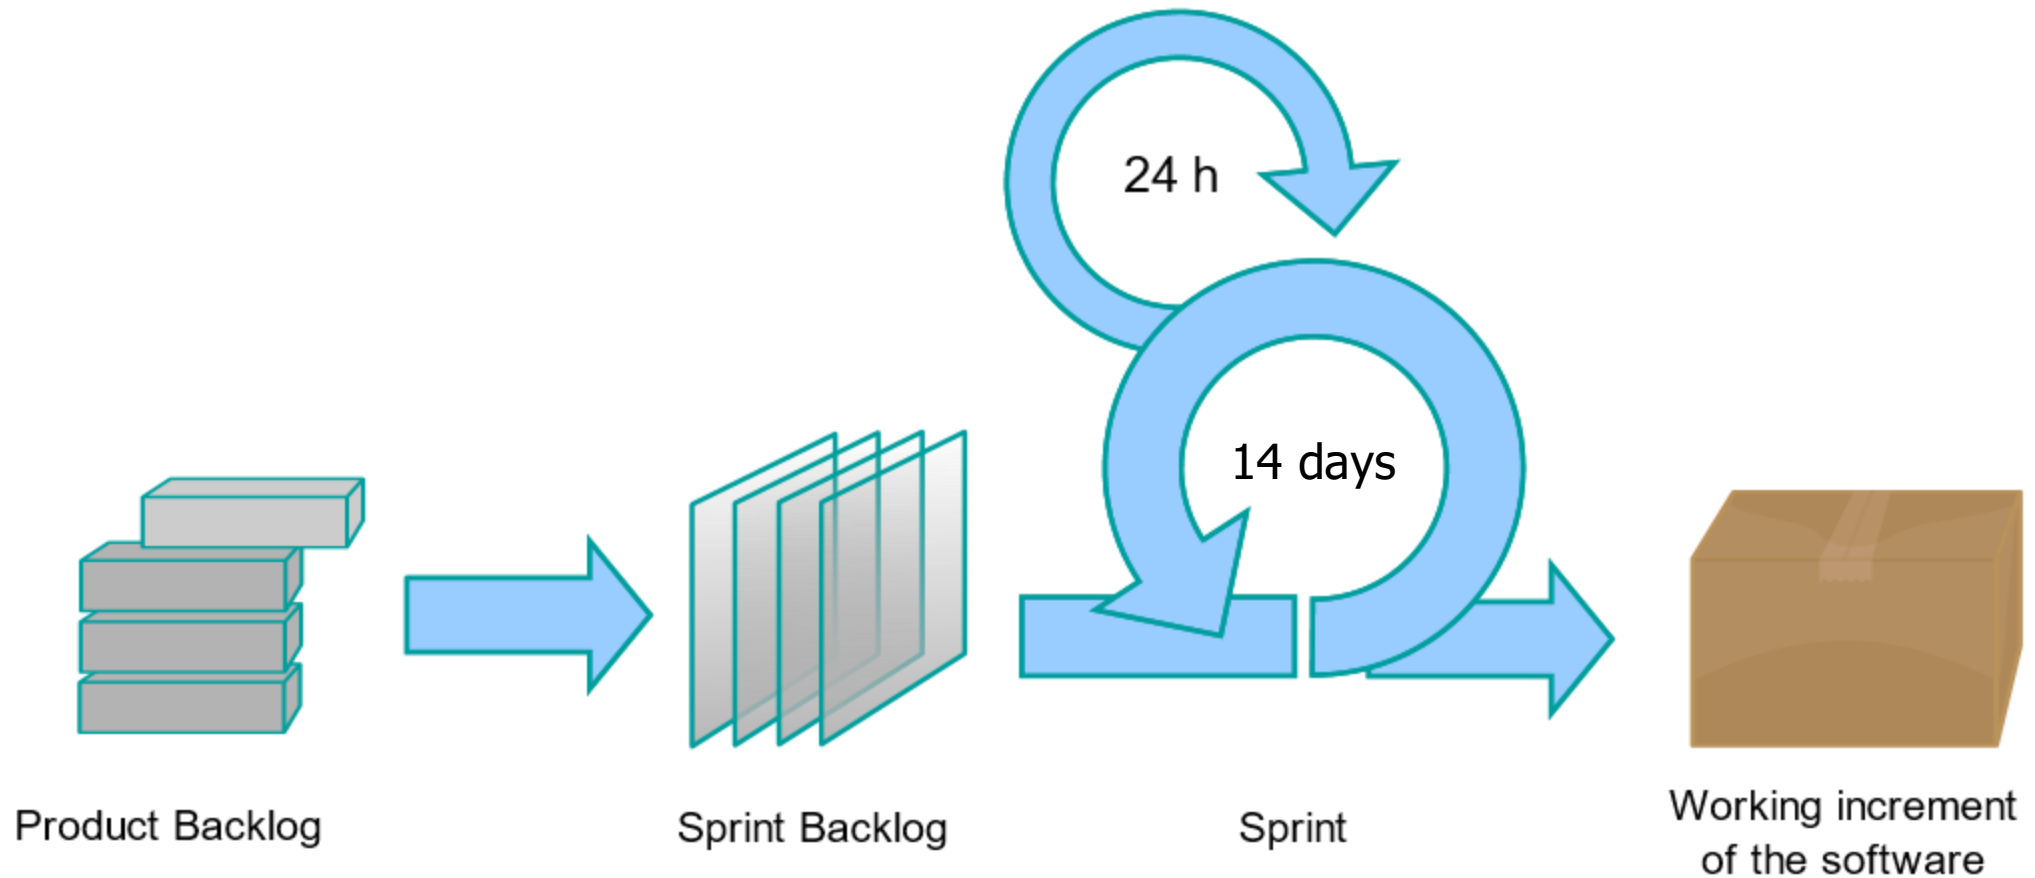 24 h
14 days
Product Backlog
Sprint Backlog
Sprint
Working increment
of the software